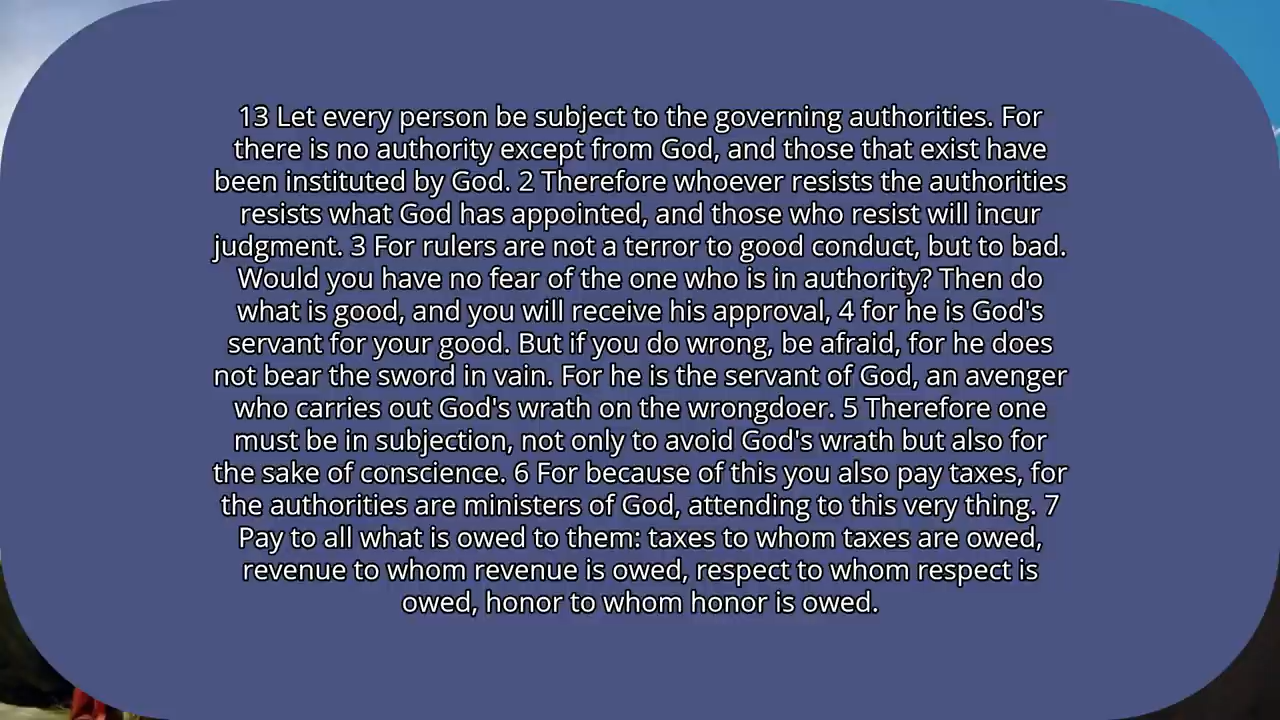 13 Let every person be subject to the governing authorities. For
there is no authority except from God, and those that exist have
been instituted by God. 2 Therefore whoever resists the authorities
resists what God has appointed, and those who resist will incur
judgment. 3 For rulers are not a terror to good conduct, but to bad.
Would you have no fear of the one who is in authority? Then do
what is good, and you will receive his approval, 4 for he is God's
servant for your good. But if you do wrong, be afraid, for he does
not bear the sword in vain. For he is the servant of God, an avenger
who carries out God's wrath on the wrongdoer. 5 Therefore one
must be in subjection, not only to avoid God's wrath but also for
the sake of conscience. 6 For because of this you also pay taxes, for
the authorities are ministers of God, attending to this very thing. 7
Pay to all what is owed to them: taxes to whom taxes are owed,
revenue to whom revenue is owed, respect to whom respect is
owed, honor to whom honor is owed.